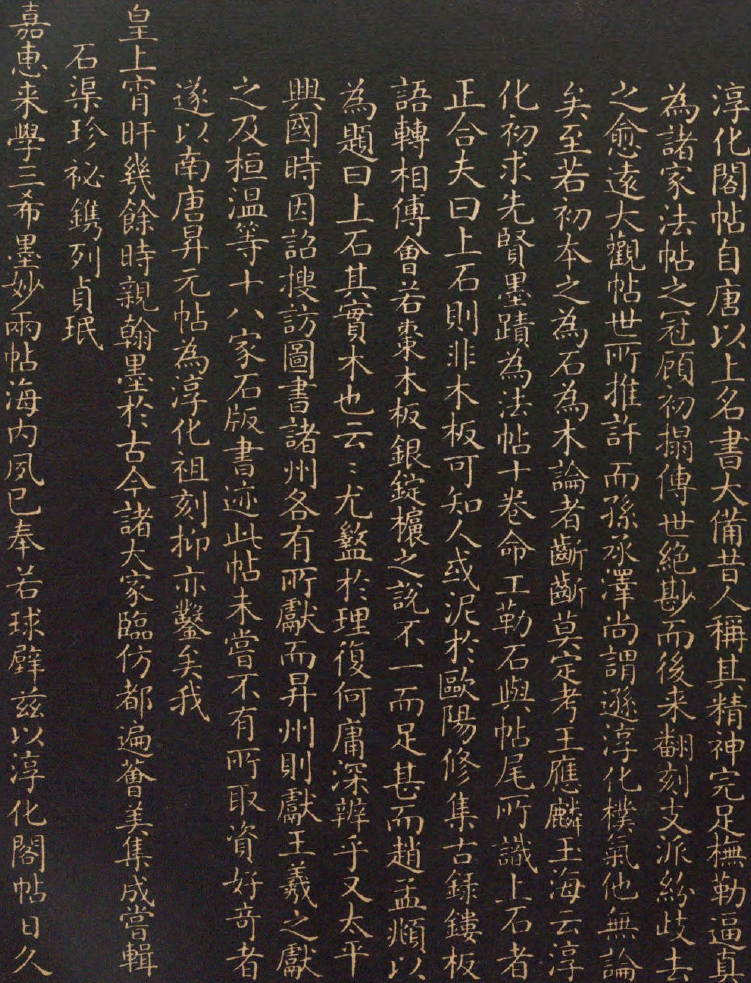 淳化閣帖自唐以上名書大備昔人稱其精神完足橅勒逼真
為諸家法帖之冠顧初搨傳世絕尠而後来翻刻支派紛歧去
之愈遠大觀帖世所推許而孫承澤尚謂遜淳化樸氣他無論
矣至若初本之為石為木論者齗齗莫定考王應麟玉海云淳
化初求先賢墨蹟為法帖十卷命工勒石與帖尾所識上石者
正合夫曰上石則非木板可知人或泥於歐陽修集古録鏤板
語轉相傅會若棗木板銀錠欀之說不一而足甚而趙孟頫以
為題曰上石其實木也云〻尤盭於理復何庸深辨乎又太平
興國時因詔搜訪圖書諸州各有所獻而昇州則獻王羲之獻
之及桓溫等十八家石版書迹此帖未嘗不有所取資好奇者
遂以南唐昇元帖為淳化祖刻抑亦鑿矣我
皇上宵旰幾餘時親翰墨於古今諸大家臨仿都遍薈美集成嘗輯
石渠珍祕鐫列貞珉
嘉惠来學三希墨妙兩帖海内夙已奉若球璧茲以淳化閣帖日久